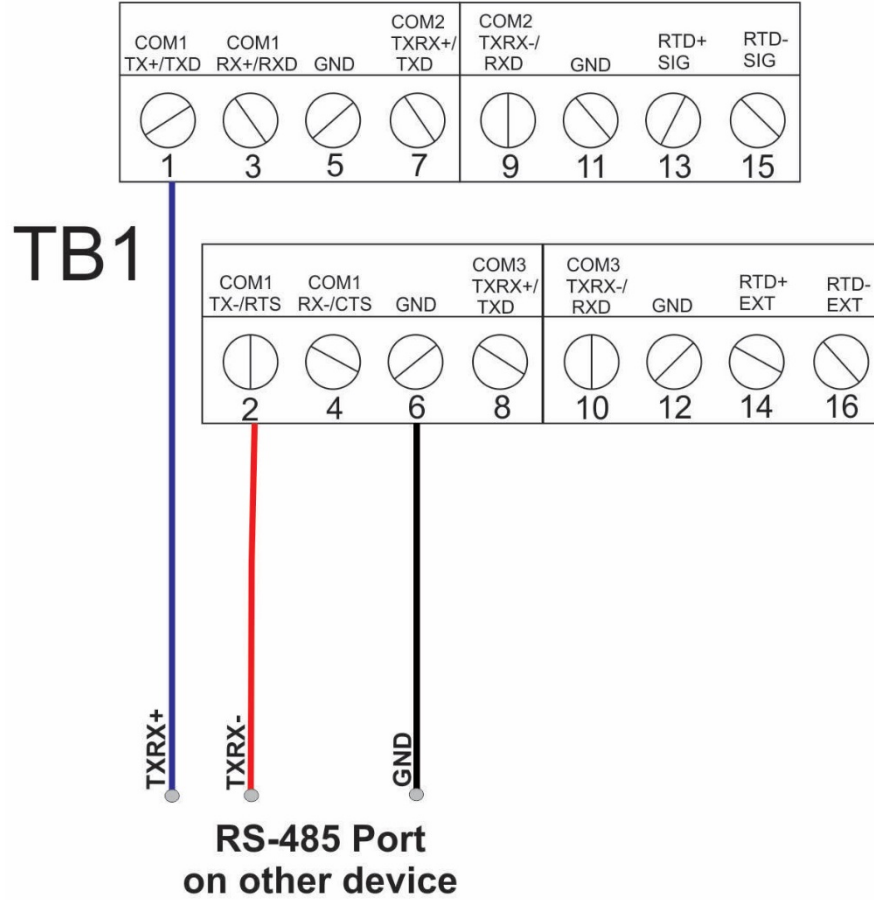 COM1
TX+/TXD
COM1
RX+/RXD
GND
COM2
TXRX+/
TXD
COM2
TXRX-/
RXD
GND
RTD+
SIG
RTD-
SIG
1 3 5 7 9 11 13 15
TB1
COM1
TX-/RTS
COM1
RX-/CTS
GND
COM3
TXRX+/
TXD
COM3
TXRX-/
RXD
GND
RTD+
EXT
RTD-
EXT
2 4 6 8 10 12 14 16
TXRX+
TXRX-
GND
RS-485 Port
on other device